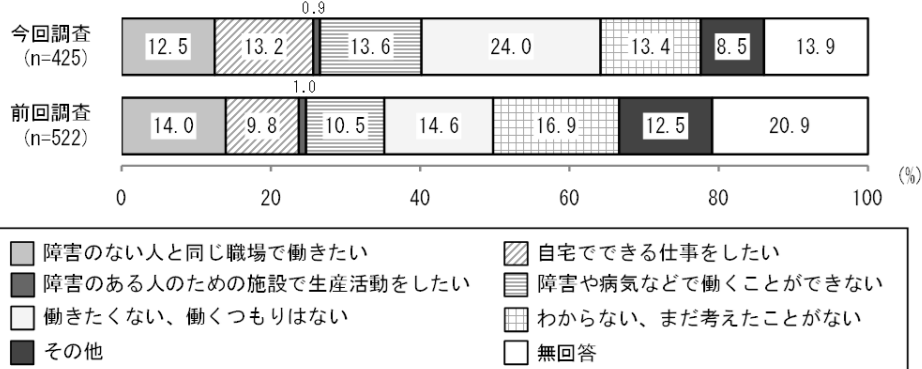 0.9
今回調査
(n=425)
12.5 13.2 13.6 24.0 13.4 8.5 13.9
1.0
前回調査
(n=522)
14.0 9.8 10.5 14.6 16.9 12.5 20.9
(%)
0 20 40 60 80 100
障害のない人と同じ職場で働きたい
自宅でできる仕事をしたい
障害のある人のための施設で生産活動をしたい
障害や病気などで働くことができない
働きたくない、働くつもりはない
わからない、まだ考えたことがない
その他
無回答